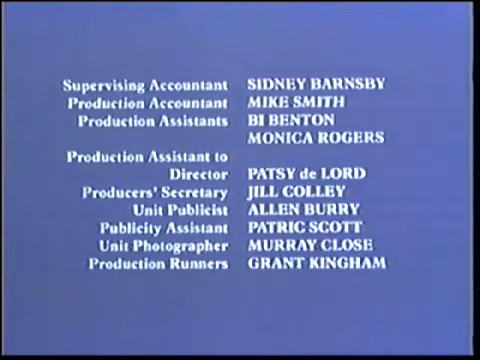 Supervising Accountant SIDNEY BARNSBY
Production Accountant MIKE SMITH
Production Assistants BI BENTON
MONICA ROGERS
Production Assistant to
Director PATSY de LORD
Producers' Secretary JILL COLLEY
Unit Publicist ALLEN BURRY
Publicity Assistant PATRIC SCOTT
Unit Photographer MURRAY CLOSE
Production Runners GRANT KINGHAM